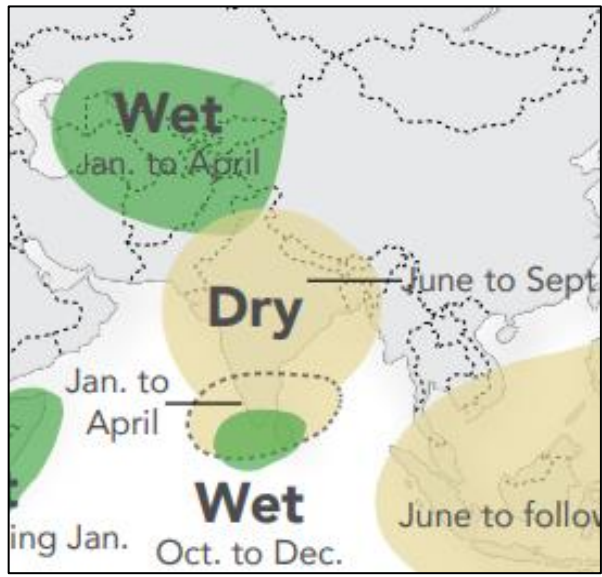 Wet
Jan. to April
Dry
June to Sept.
Jan. to
April
Wet
Oct. to Dec.
ing Jan.
June to follow